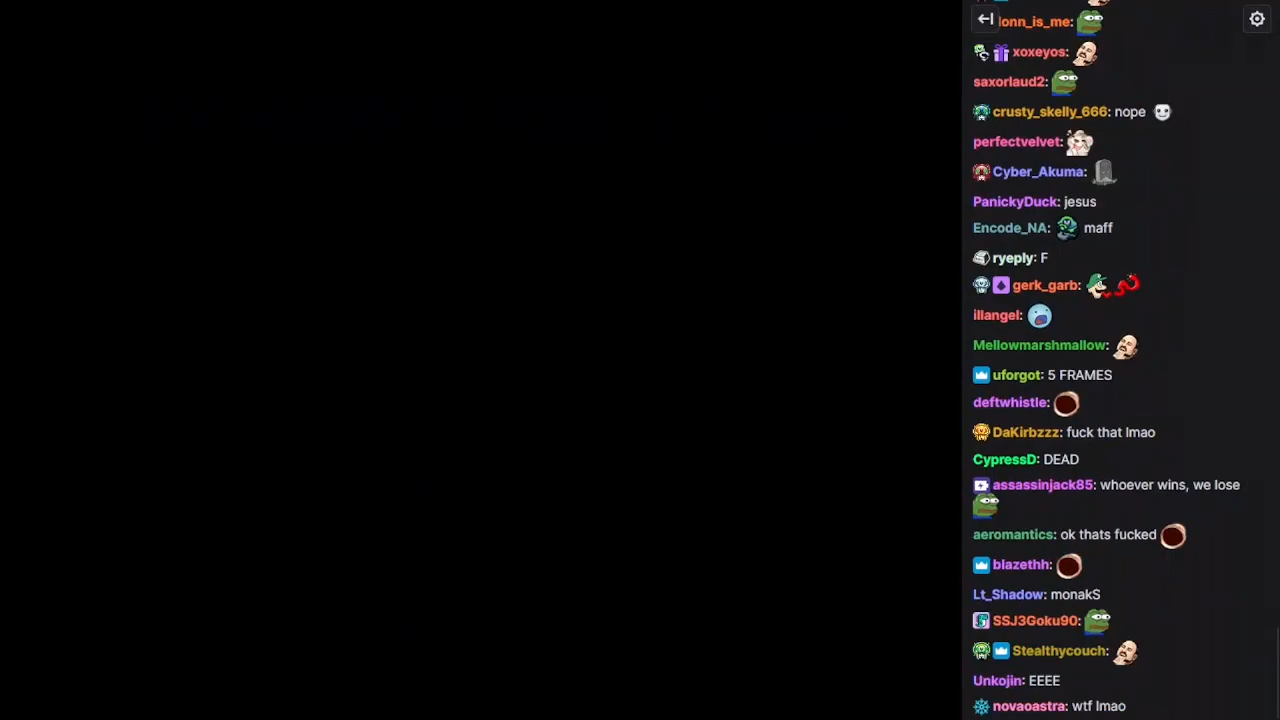 lonn_is_me:
xoxeyos:
saxorlaud2:
crusty_skelly_666: nope
perfectvelvet:
Cyber_Akuma:
PanickyDuck: jesus
Encode_NA: maff
ryeply: F
gerk_garb:
illangel:
Mellowmarshmallow:
uforgot: 5 FRAMES
deftwhistle:
DaKirbzzz: fuck that lmao
CypressD: DEAD
assassinjack85: whoever wins, we lose
aeromantics: ok thats fucked
blazethh:
Lt_Shadow: monakS
SSJ3Goku90:
Stealthycouch:
Unkojin: EEEE
novaoastra: wtf lmao